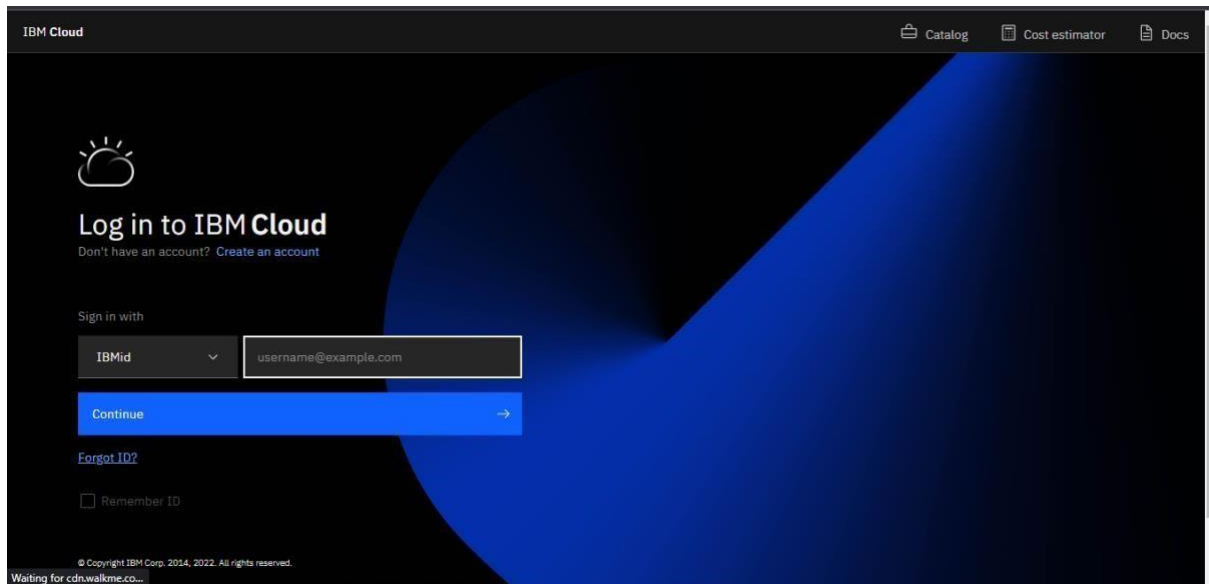 IBM Cloud
Catalog
Cost estimator
Docs
Log in to IBM Cloud
Don't have an account? Create an account
Sign in with
IBMid
username@example.com
Continue
Forgot ID?
Remember ID
© Copyright IBM Corp. 2014, 2022. All rights reserved.
Waiting for cdn.walkme.co...